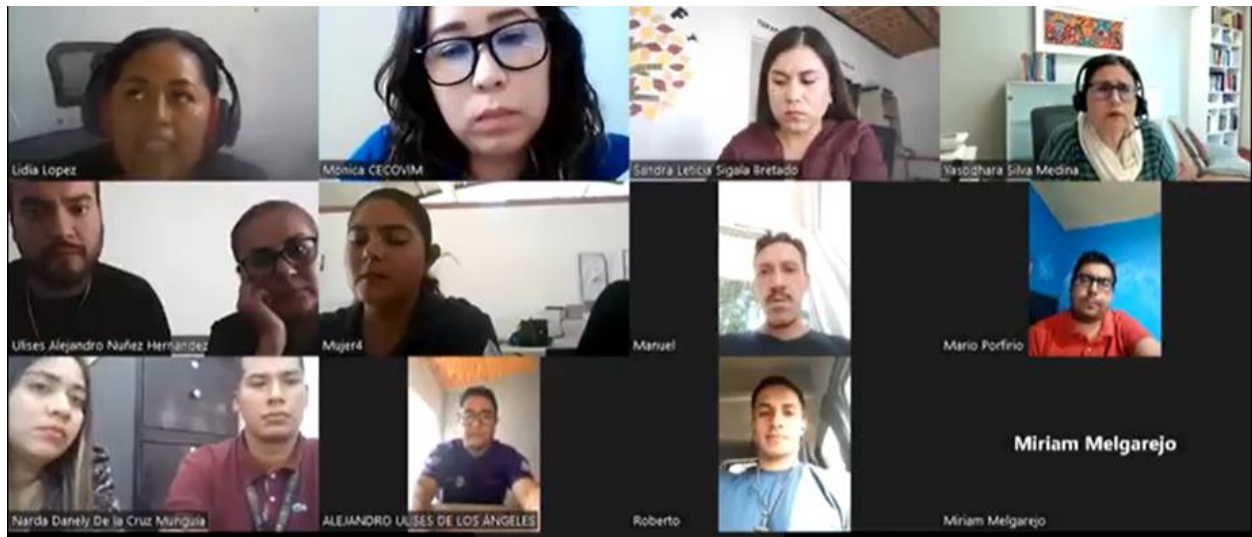 Lidia Lopez
Monica CECOVIM
Sandra Leticia Sigala Bretado
Yasodhara Silva Medina
Ulises Alejandro Nuñez Hernandez
Mujer4
Manuel
Mario Porfirio
Narda Danely De la Cruz Munguia
ALEJANDRO ULISES DE LOS ÁNGELES
Roberto
Miriam Melgarejo
Miriam Melgarejo